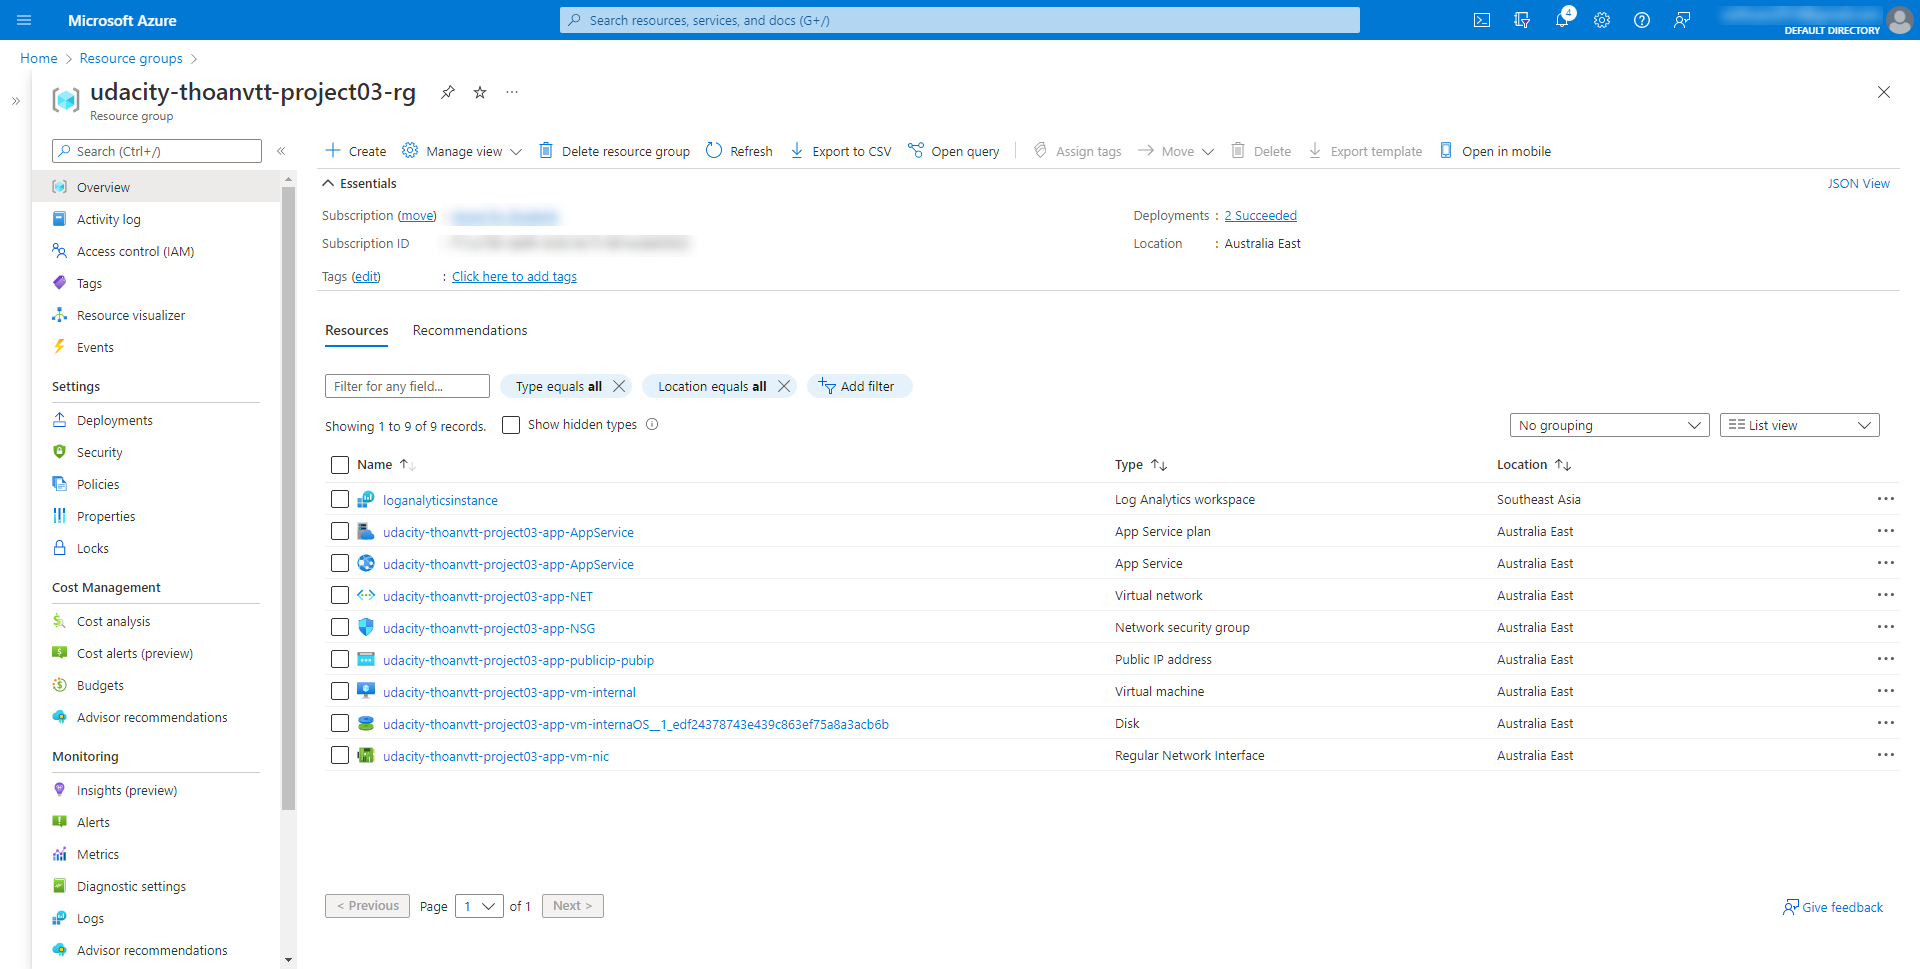 Microsoft Azure
Search resources, services, and docs (G+/)
4
DEFAULT DIRECTORY
Home > Resource groups >
udacity-thoanvtt-project03-rg
Resource group
Search (Ctrl+/)
Overview
Activity log
Access control (IAM)
Tags
Resource visualizer
Events
Settings
Deployments
Security
Policies
Properties
Locks
Cost Management
Cost analysis
Cost alerts (preview)
Budgets
Advisor recommendations
Monitoring
Insights (preview)
Alerts
Metrics
Diagnostic settings
Logs
Advisor recommendations
Create Manage view Delete resource group Refresh Export to CSV Open query Assign tags Move Delete Export template Open in mobile
Essentials
JSON View
Subscription (move)
Deployments : 2 Succeeded
Subscription ID
Location : Australia East
Tags (edit) : Click here to add tags
Resources Recommendations
Filter for any field... Type equals all Location equals all Add filter
Showing 1 to 9 of 9 records. Show hidden types No grouping List view
Name Type Location
loganalyticsinstance Log Analytics workspace Southeast Asia
udacity-thoanvtt-project03-app-AppService App Service plan Australia East
udacity-thoanvtt-project03-app-AppService App Service Australia East
udacity-thoanvtt-project03-app-NET Virtual network Australia East
udacity-thoanvtt-project03-app-NSG Network security group Australia East
udacity-thoanvtt-project03-app-publicip-pubip Public IP address Australia East
udacity-thoanvtt-project03-app-vm-internal Virtual machine Australia East
udacity-thoanvtt-project03-app-vm-internaOS__1_edf24378743e439c863ef75a8a3acb6b Disk Australia East
udacity-thoanvtt-project03-app-vm-nic Regular Network Interface Australia East
< Previous Page 1 of 1 Next >
Give feedback